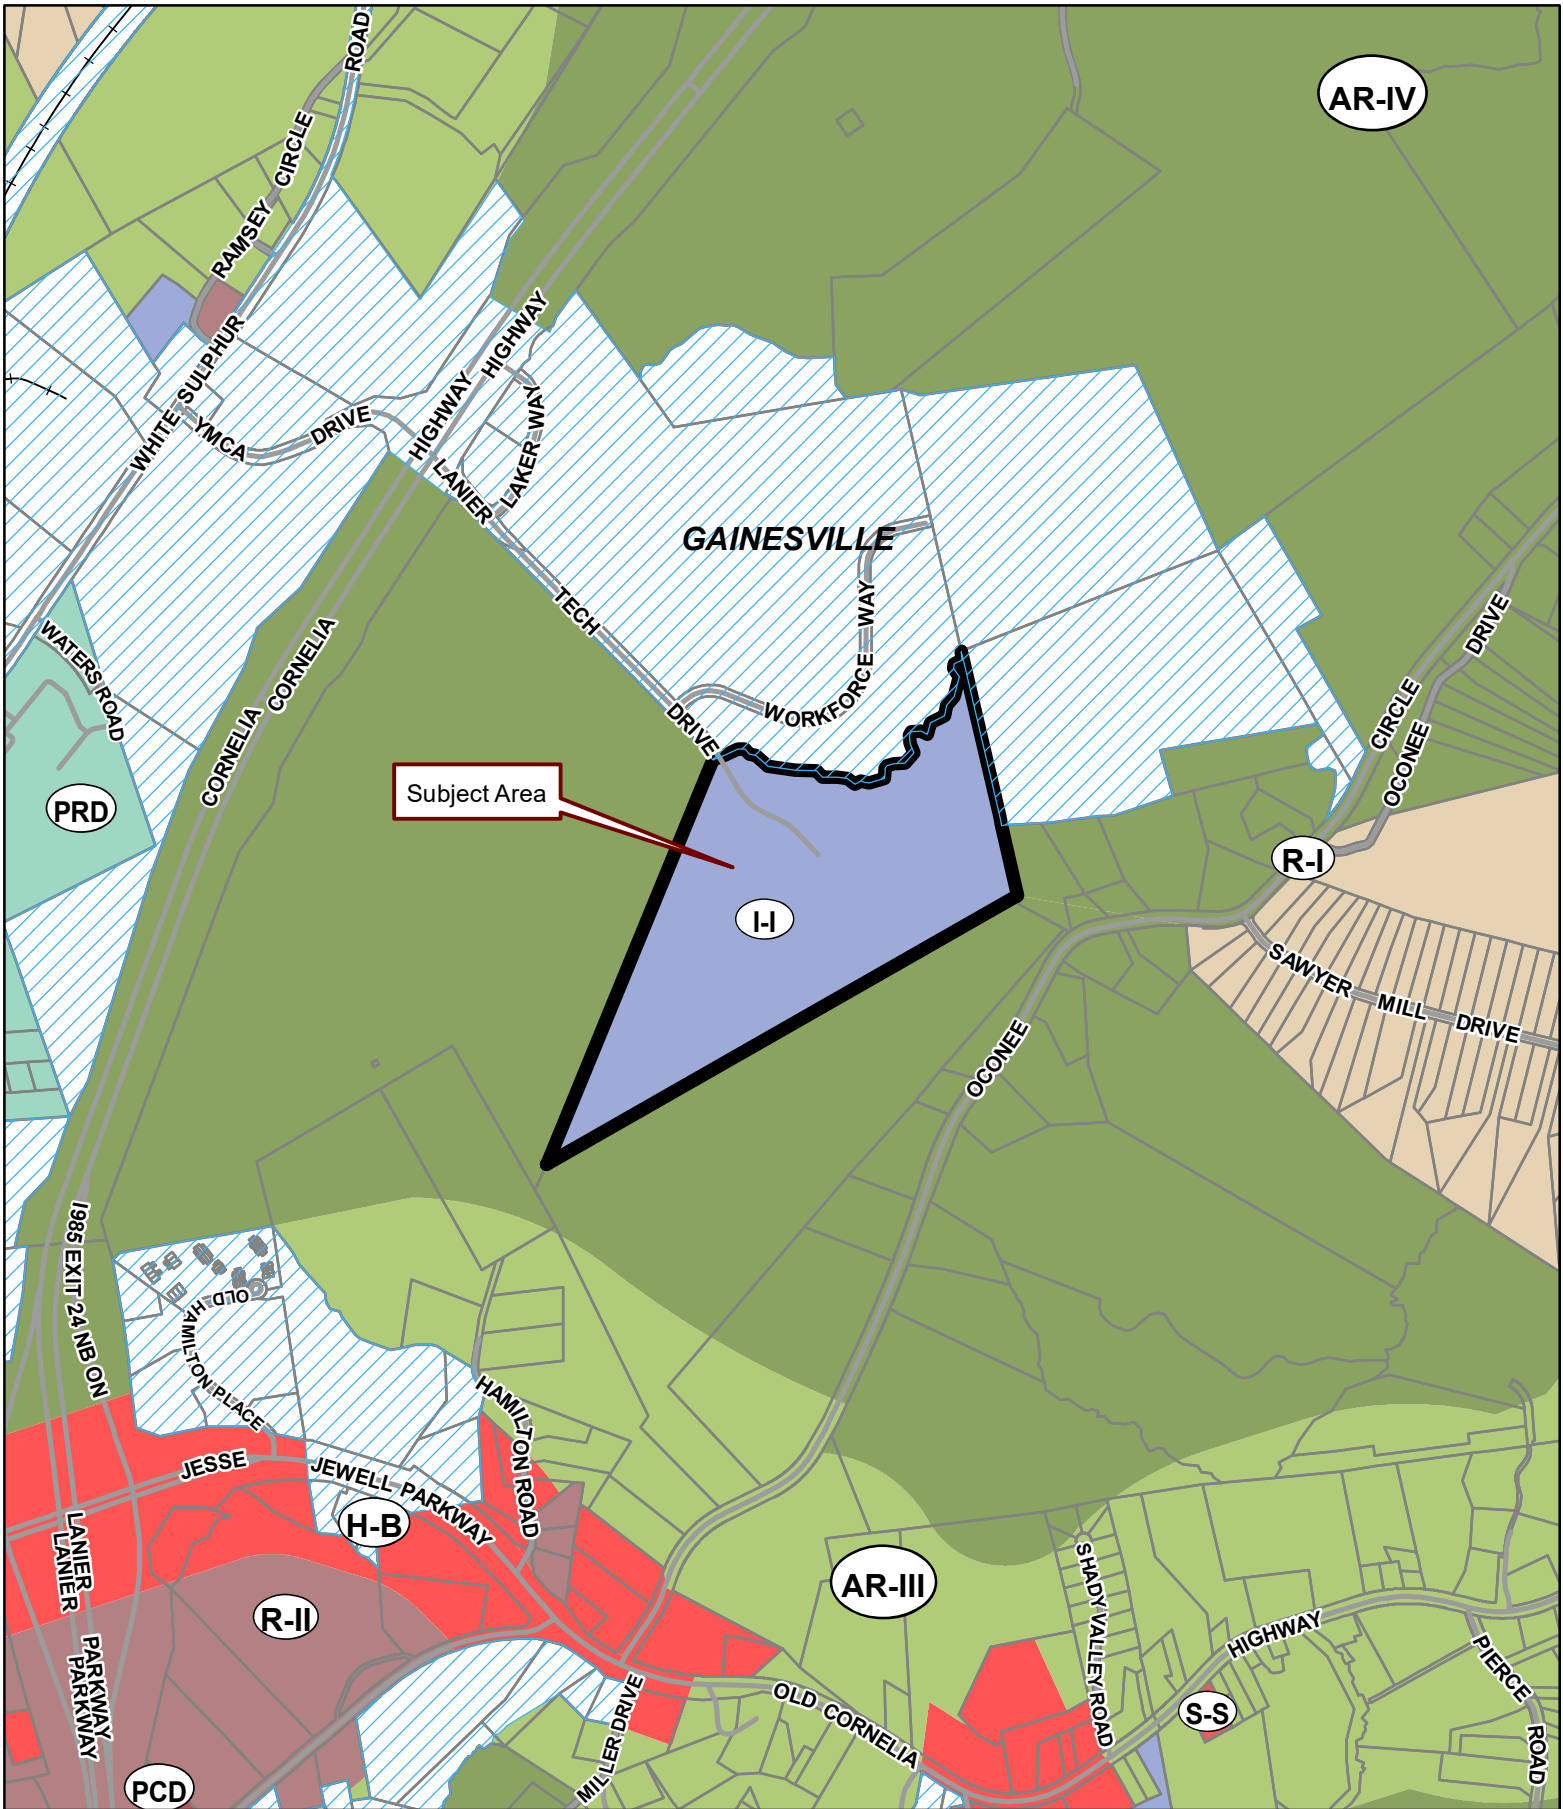 ROAD
AR-IV
RAMSEY CIRCLE
WHITE SULPHUR
HIGHWAY
HIGHWAY
YMCA DRIVE
LAKER WAY
LANIER
TECH
DRIVE
GAINESVILLE
WORKFORCE WAY
WATERS ROAD
CORNELIA
CORNELIA
DRIVE
CIRCLE
OCONEE
Subject Area
PRD
R-I
I-I
SAWYER MILL DRIVE
OCONEE
I985 EXIT 24 NB ON
OLD HAMILTON PLACE
HAMILTON ROAD
JESSE JEWELL PARKWAY
H-B
LANIER
LANIER
PARKWAY
PARKWAY
R-II
AR-III
SHADY VALLEY ROAD
HIGHWAY
PIERCE
ROAD
S-S
OLD CORNELIA
MILLER DRIVE
PCD